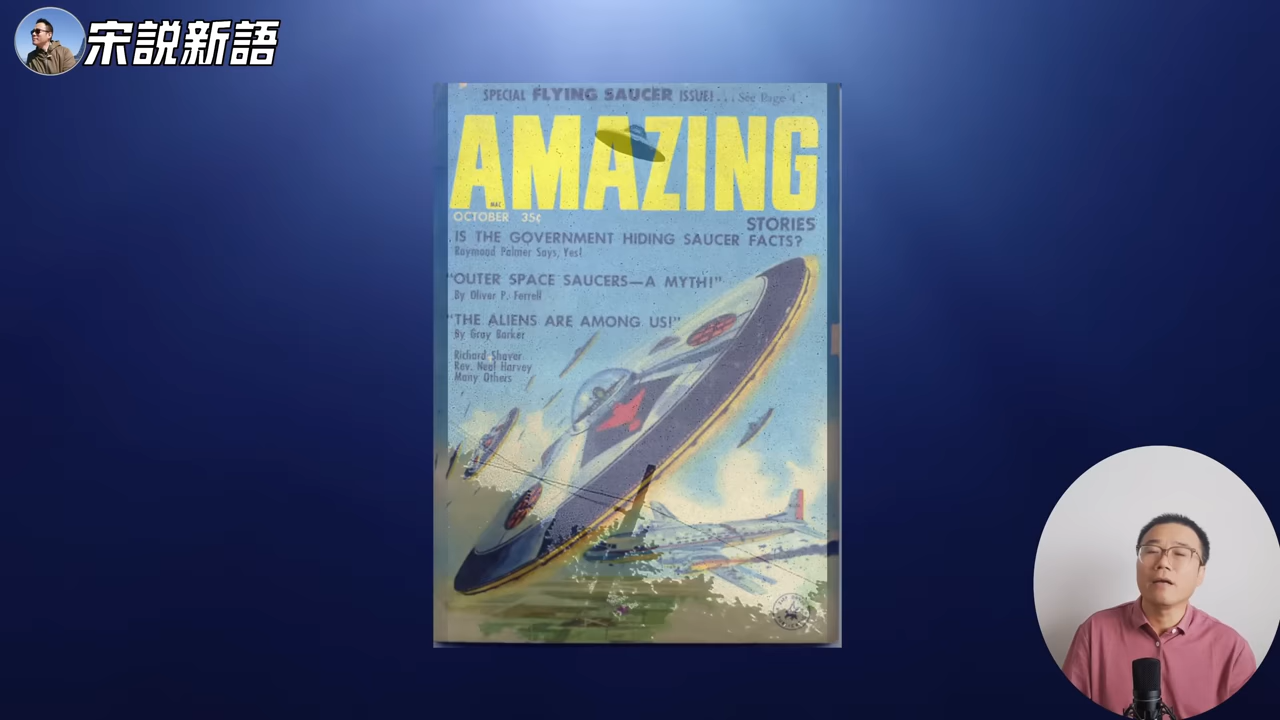 宋説新語
SPECIAL FLYING SAUCER ISSUE!... See Page 4
AMAZING
OCTOBER 35¢
STORIES
IS THE GOVERNMENT HIDING SAUCER FACTS?
Raymond Palmer Says, Yes!
"OUTER SPACE SAUCERS—A MYTH!"
By Oliver P. Ferrell
"THE ALIENS ARE AMONG US!"
By Gray Barker
Richard Shaver
Rev. Neal Harvey
Many Others